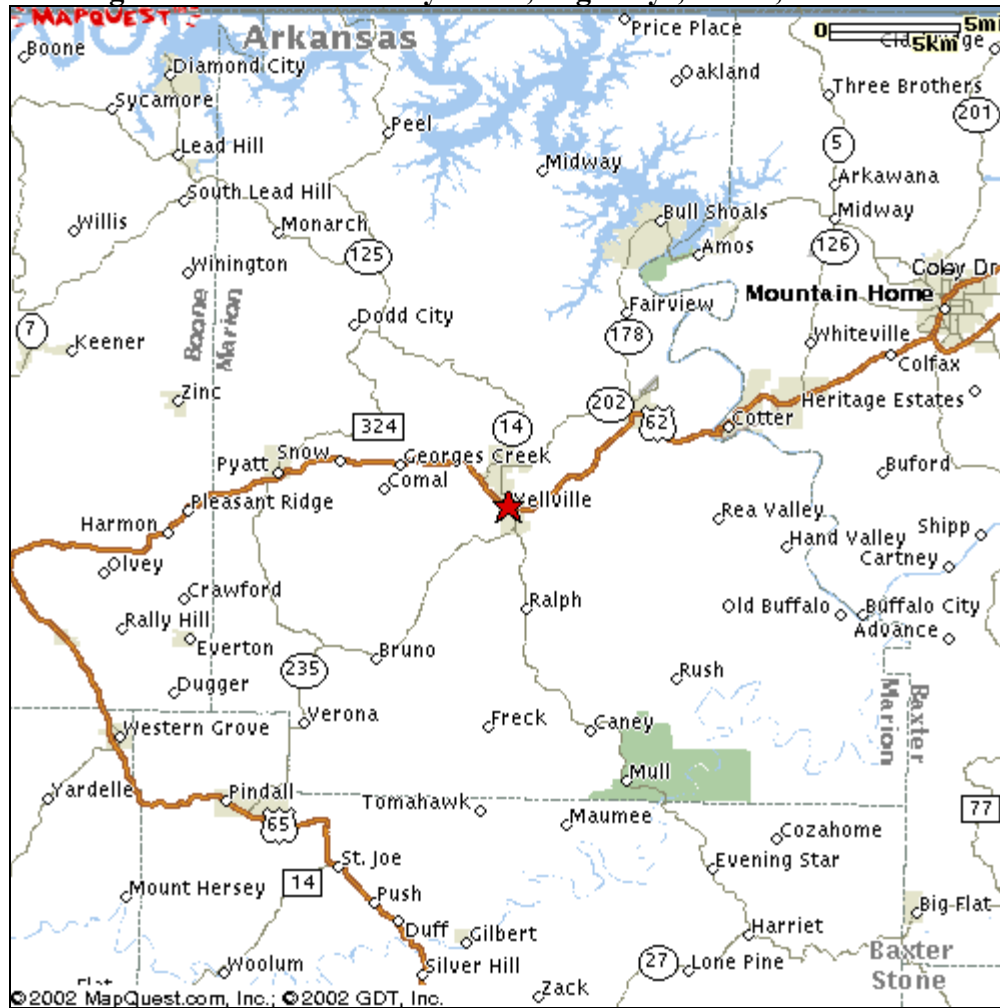 MAPQUEST
Arkansas
Price Place
0
5mi
5km
Boone
Diamond City
Oakland
Three Brothers
Sycamore
201
Peel
5
Lead Hill
Midway
Arkawana
South Lead Hill
Bull Shoals
Midway
Willis
Monarch
Amos
126
125
Winington
Coley Dr
Mountain Home
Boone
Marion
Fairview
Dodd City
7
Keener
178
Whiteville
Colfax
Zinc
202
Heritage Estates
62
Cotter
324
14
Snow
Georges Creek
Pyatt
Comal
Buford
Pleasant Ridge
Yellville
Rea Valley
Harmon
Shipp
Hand Valley
Cartney
Olvey
Crawford
Ralph
Old Buffalo
Buffalo City
Rally Hill
Advance
Everton
Bruno
235
Rush
Dugger
Marion
Baxter
Verona
Freck
Caney
Western Grove
Mull
Yardelle
Pindall
Tomahawk
77
Maumee
65
Cozahome
St. Joe
Evening Star
14
Mount Hersey
Push
Big Flat
Duff
Gilbert
Harriet
Baxter
Stone
Woolum
Silver Hill
27
Lone Pine
Zack
©2002 MapQuest.com, Inc.; ©2002 GDT, Inc.